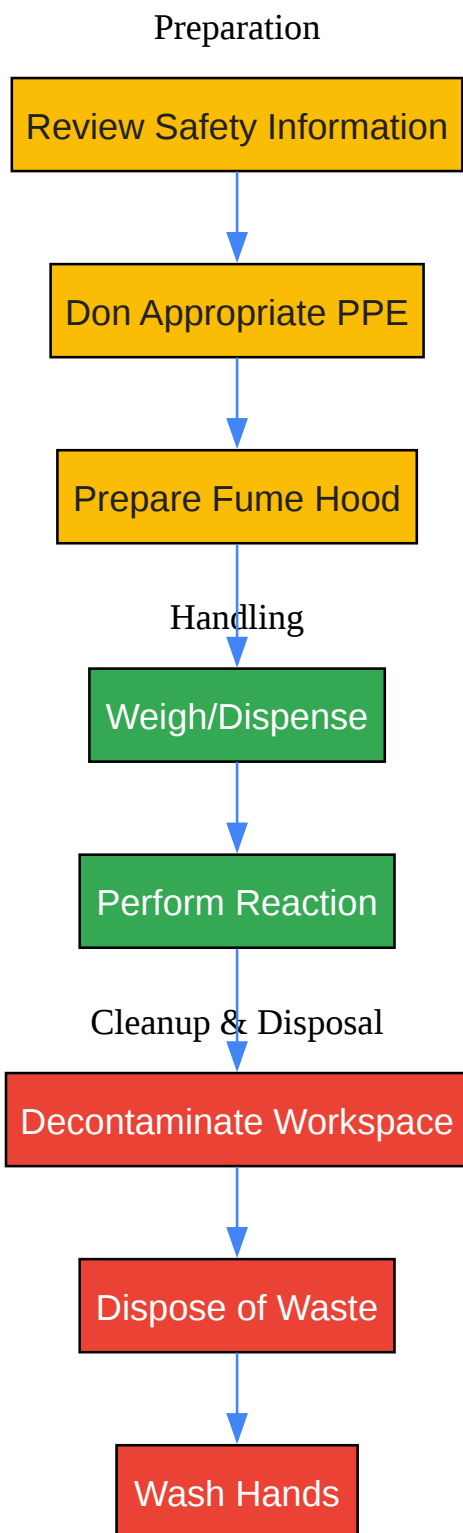 Preparation
Review Safety Information
Don Appropriate PPE
Prepare Fume Hood
Handling
Weigh/Dispense
Perform Reaction
Cleanup & Disposal
Decontaminate Workspace
Dispose of Waste
Wash Hands